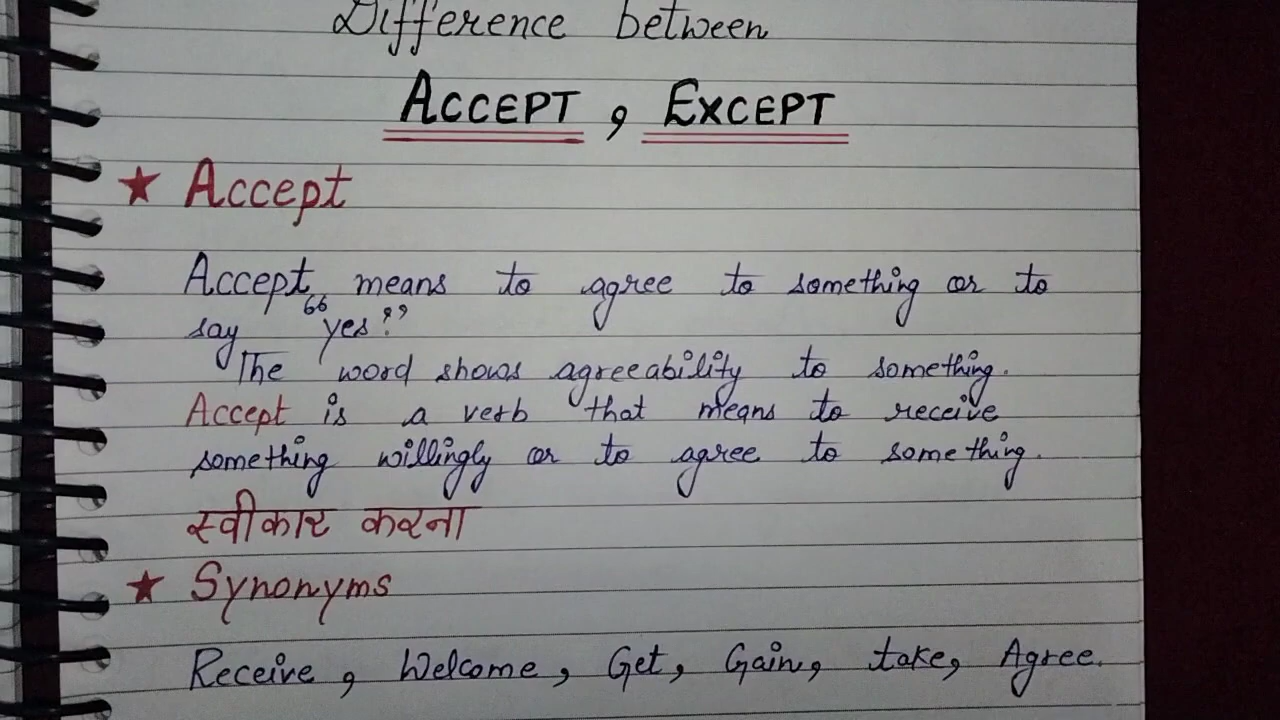 Difference between
ACCEPT , EXCEPT
★ Accept
Accept means to agree to something or to
say "yes".
The word shows agreeability to something.
Accept is a verb that means to receive
something willingly or to agree to something.
स्वीकार करना
★ Synonyms
Receive, Welcome, Get, Gain, take, Agree.